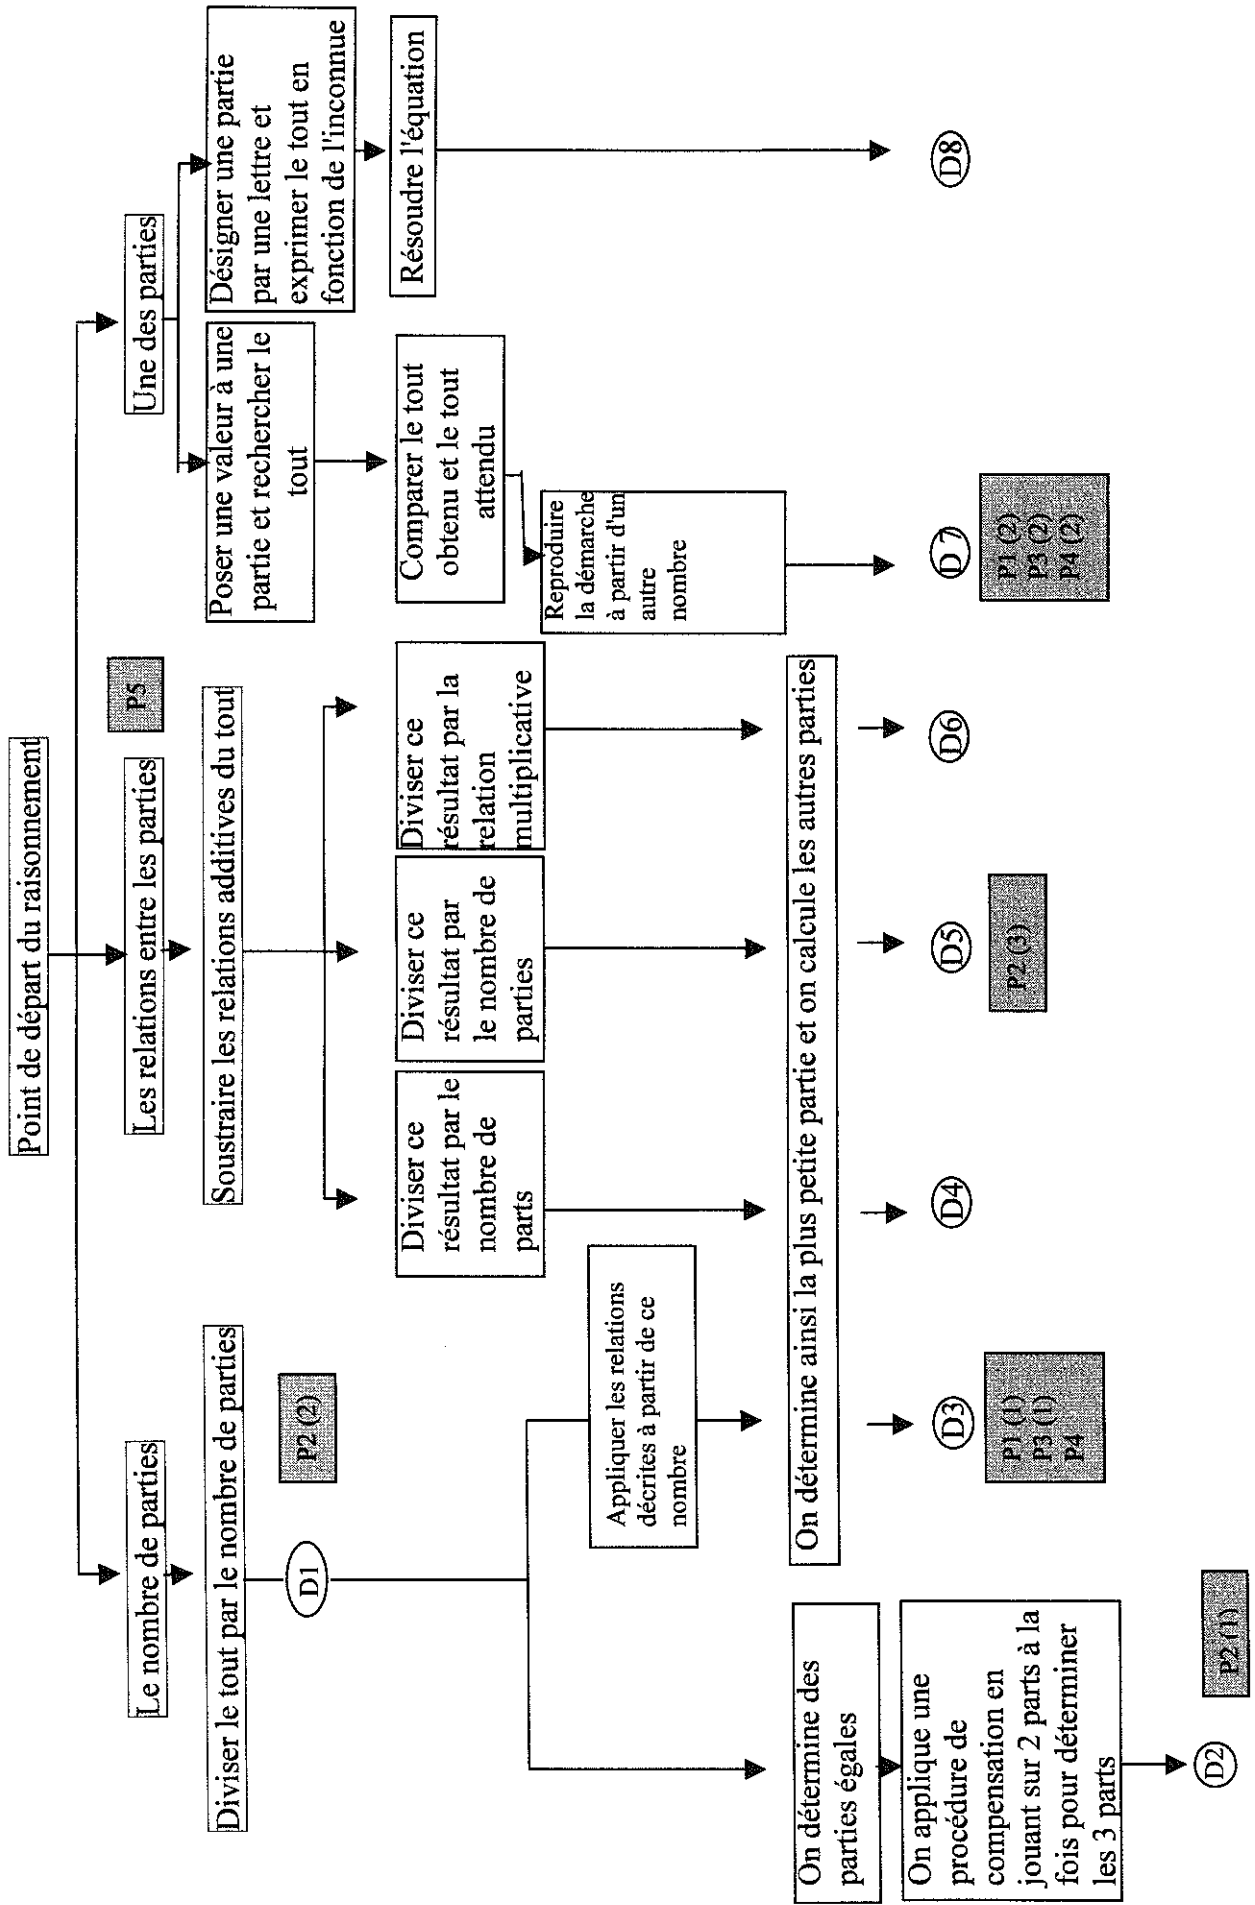 Point de départ du raisonnement
Le nombre de parties
Les relations entre les parties
P5
Une des parties
Diviser le tout par le nombre de parties
Soustraire les relations additives du tout
Poser une valeur à une
partie et rechercher le
tout
Désigner une partie
par une lettre et
exprimer le tout en
fonction de l'inconnue
D1
P2 (2)
Diviser ce
résultat par le
nombre de
parts
Diviser ce
résultat par
le nombre de
parties
Diviser ce
résultat par la
relation
multiplicative
Comparer le tout
obtenu et le tout
attendu
Résoudre l'équation
Appliquer les relations
décrites à partir de ce
nombre
Reproduire
la démarche
à partir d'un
autre
nombre
On détermine des
parties égales
On détermine ainsi la plus petite partie et on calcule les autres parties
On applique une
procédure de
compensation en
jouant sur 2 parts à la
fois pour déterminer
les 3 parts
D3
D4
D5
D6
D 7
D8
P1 (1)
P3 (1)
P4
P2 (3)
P1 (2)
P3 (2)
P4 (2)
D2
P2 (1)